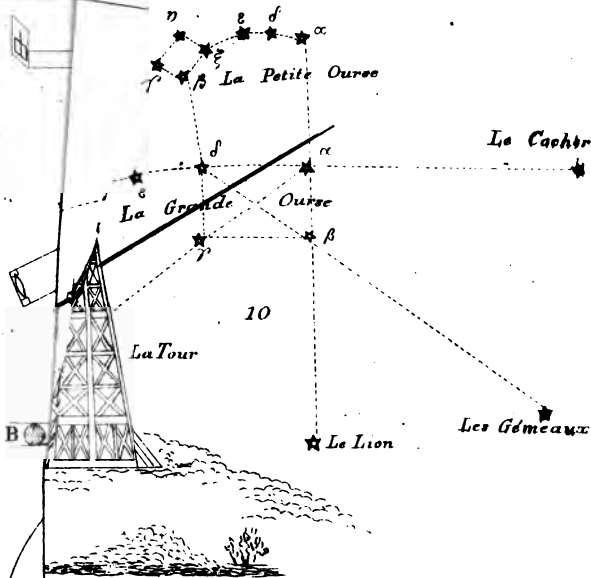 η ε δ α
γ β ξ
La Petite Ourse
δ α
Le Cocher
ε
La Grande Ourse
γ β
10
La Tour
B
Les Gémeaux
Le Lion